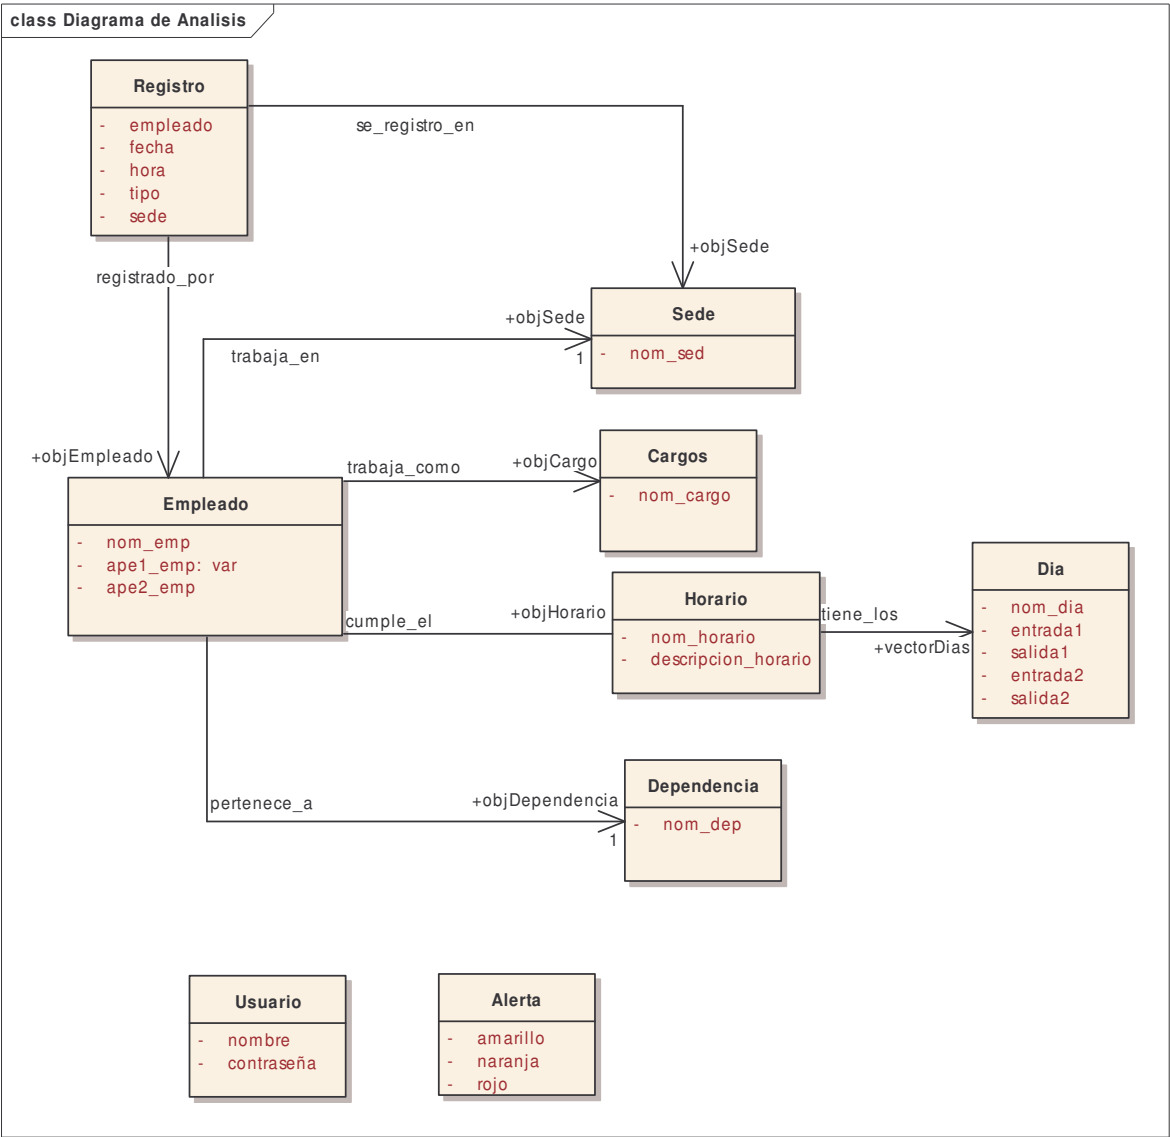 class Diagrama de Analisis
Registro
- empleado
- fecha
- hora
- tipo
- sede
se_registro_en
+objSede
registrado_por
+objEmpleado
Sede
- nom_sed
+objSede
1
trabaja_en
Cargos
- nom_cargo
trabaja_como
+objCargo
Empleado
- nom_emp
- ape1_emp: var
- ape2_emp
cumple_el
+objHorario
Horario
- nom_horario
- descripcion_horario
tiene_los
+vectorDias
Dia
- nom_dia
- entrada1
- salida1
- entrada2
- salida2
pertenece_a
+objDependencia
1
Dependencia
- nom_dep
Usuario
- nombre
- contraseña
Alerta
- amarillo
- naranja
- rojo